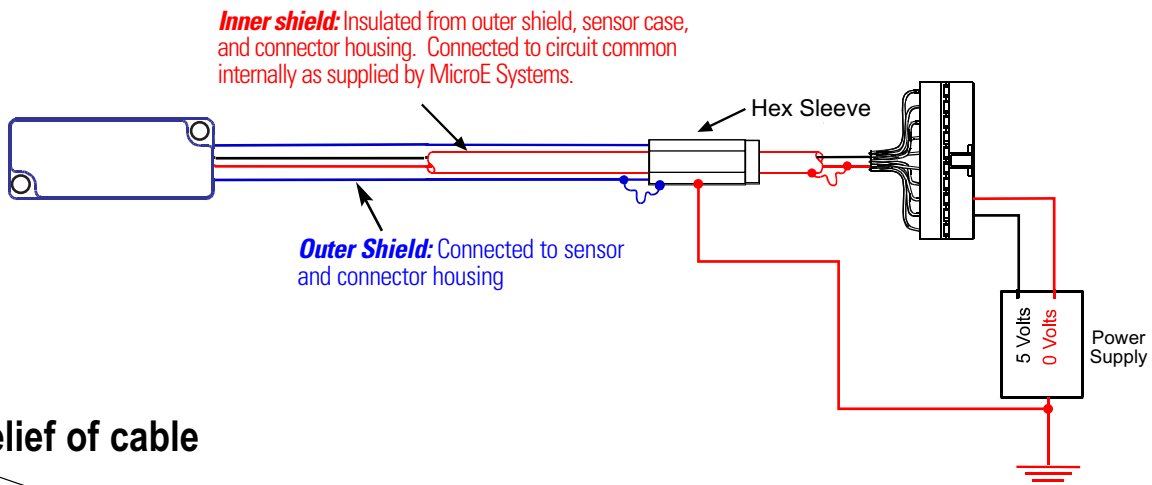 Inner shield: Insulated from outer shield, sensor case,
and connector housing. Connected to circuit common
internally as supplied by MicroE Systems.
Hex Sleeve
Outer Shield: Connected to sensor
and connector housing
5 Volts
0 Volts
Power
Supply
elief of cable